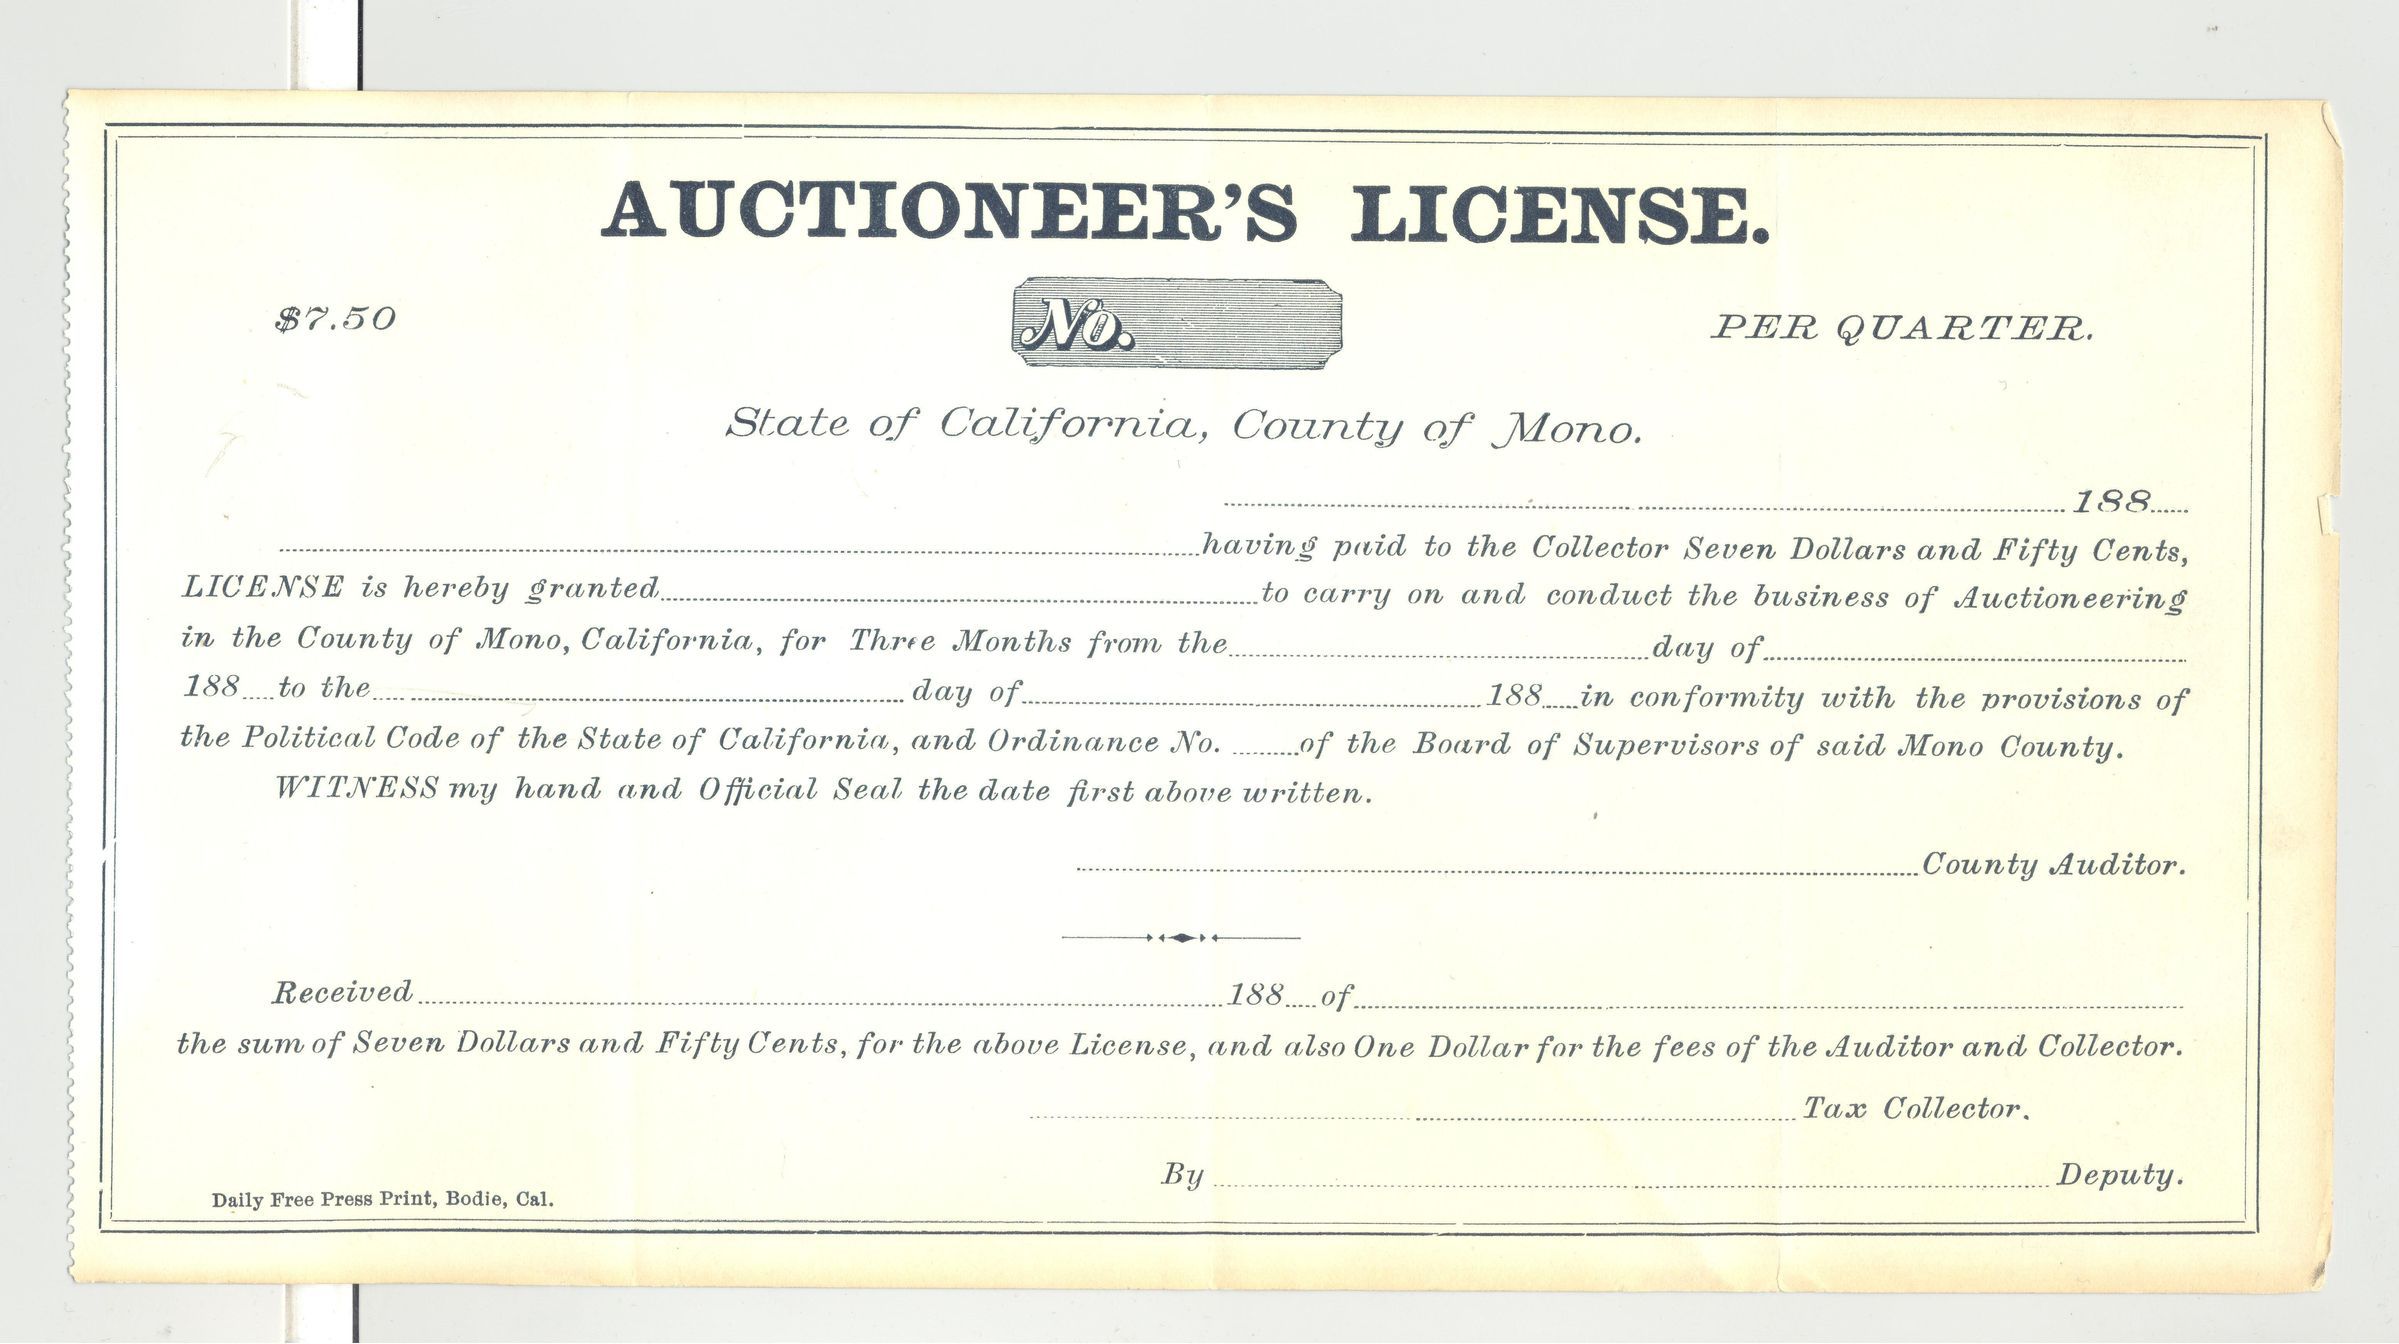 AUCTIONEER'S LICENSE.
$7.50 No. PER QUARTER.
State of California, County of Mono.
188
having paid to the Collector Seven Dollars and Fifty Cents,
LICENSE is hereby granted to carry on and conduct the business of Auctioneering
in the County of Mono, California, for Three Months from the day of
188 to the day of 188 in conformity with the provisions of
the Political Code of the State of California, and Ordinance No. of the Board of Supervisors of said Mono County.
WITNESS my hand and Official Seal the date first above written.
County Auditor.
Received 188 of
the sum of Seven Dollars and Fifty Cents, for the above License, and also One Dollar for the fees of the Auditor and Collector.
Tax Collector.
By Deputy.
Daily Free Press Print, Bodie, Cal.